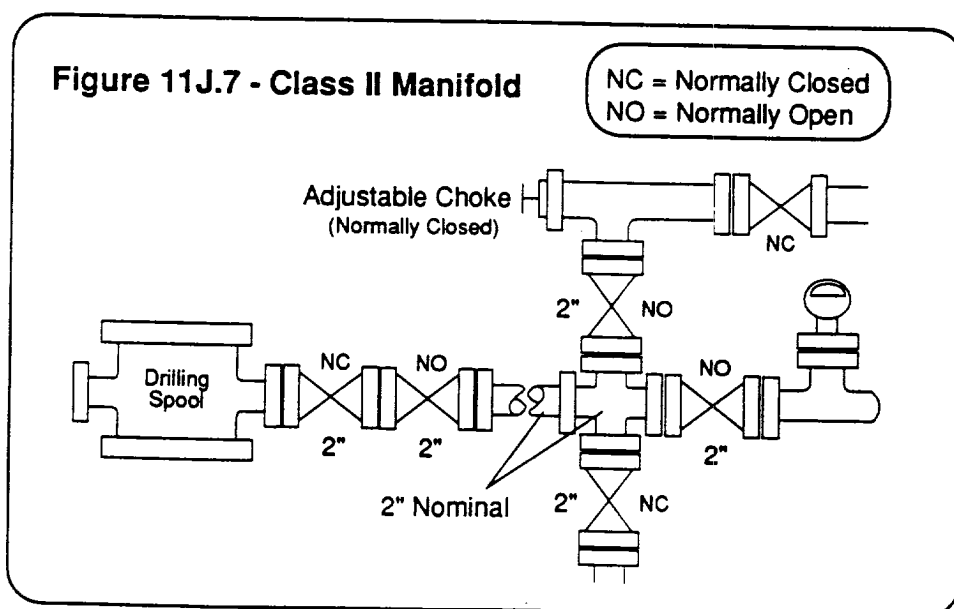 Figure 11J.7 - Class II Manifold
NC = Normally Closed
NO = Normally Open
Adjustable Choke
(Normally Closed)
NC
2" NO
Drilling
Spool
NC NO
2" 2"
NO
2"
2" Nominal
2" NC